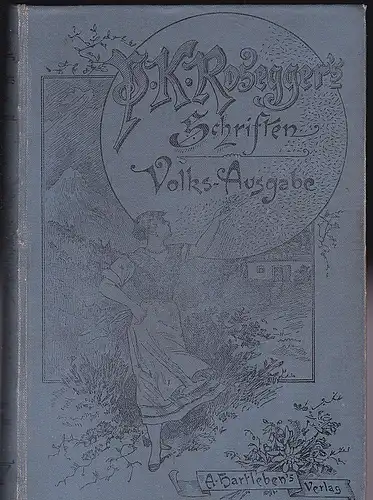 P. K. Rosegger's
Schriften
Volks-Ausgabe
A. Hartleben's Verlag